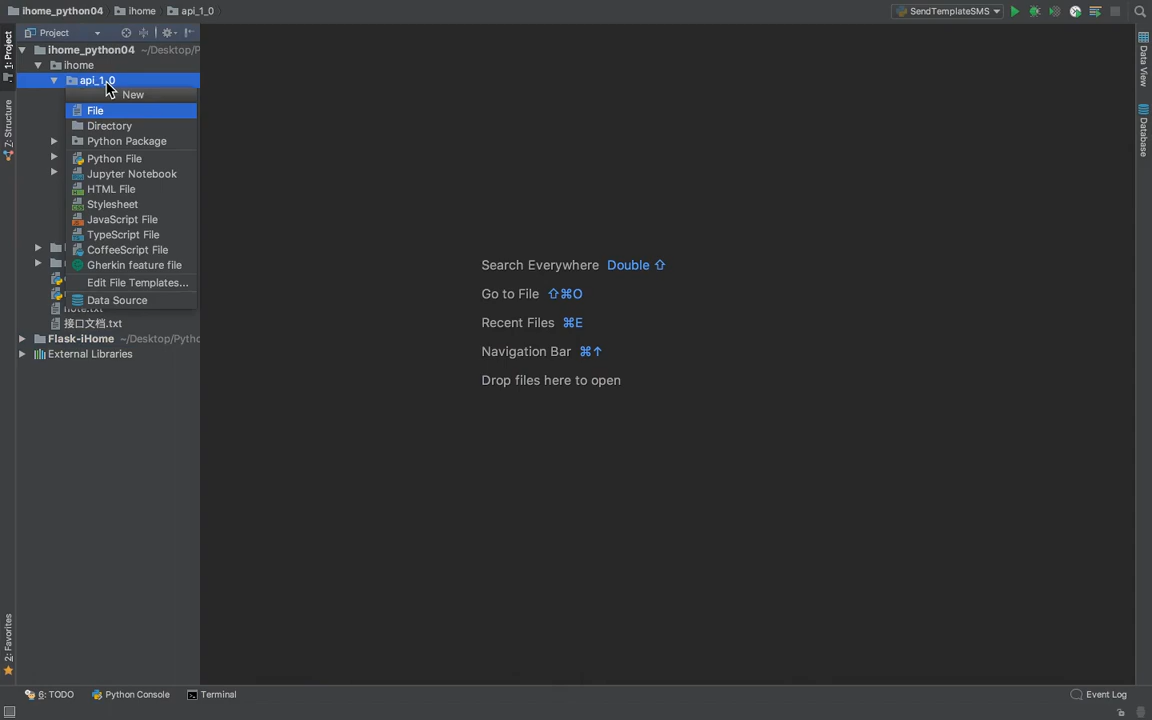 ihome_python04 ihome api_1_0 SendTemplateSMS
Project
ihome_python04 ~/Desktop/P
ihome
api_1_0
New
File
Directory
Python Package
Python File
Jupyter Notebook
HTML File
Stylesheet
JavaScript File
TypeScript File
CoffeeScript File
Gherkin feature file
Edit File Templates...
Data Source
note.txt
接口文档.txt
Flask-iHome ~/Desktop/Pytho
External Libraries
1: Project
7: Structure
2: Favorites
Search Everywhere Double ⇧
Go to File ⇧⌘O
Recent Files ⌘E
Navigation Bar ⌘↑
Drop files here to open
Data View
Database
6: TODO Python Console Terminal Event Log